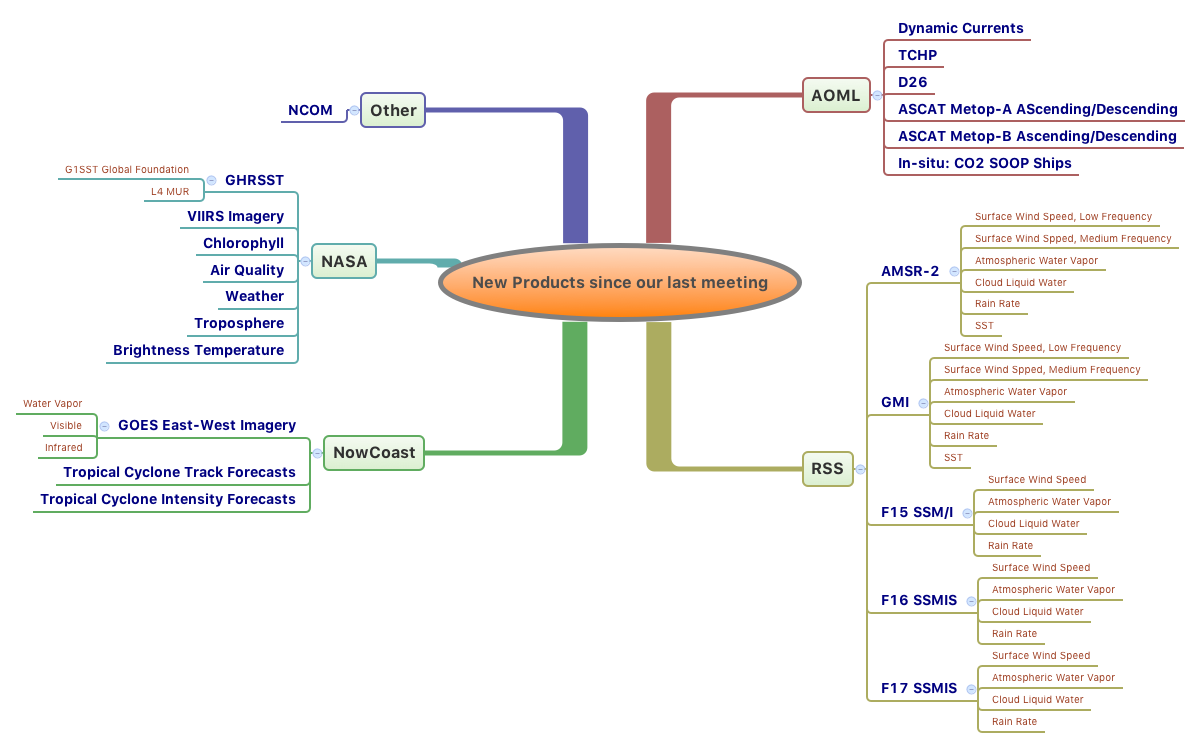 New Products since our last meeting
Other
NCOM
NASA
GHRSST
G1SST Global Foundation
L4 MUR
VIIRS Imagery
Chlorophyll
Air Quality
Weather
Troposphere
Brightness Temperature
NowCoast
GOES East-West Imagery
Water Vapor
Visible
Infrared
Tropical Cyclone Track Forecasts
Tropical Cyclone Intensity Forecasts
AOML
Dynamic Currents
TCHP
D26
ASCAT Metop-A AScending/Descending
ASCAT Metop-B Ascending/Descending
In-situ: CO2 SOOP Ships
RSS
AMSR-2
Surface Wind Speed, Low Frequency
Surface Wind Spped, Medium Frequency
Atmospheric Water Vapor
Cloud Liquid Water
Rain Rate
SST
GMI
Surface Wind Speed, Low Frequency
Surface Wind Spped, Medium Frequency
Atmospheric Water Vapor
Cloud Liquid Water
Rain Rate
SST
F15 SSM/I
Surface Wind Speed
Atmospheric Water Vapor
Cloud Liquid Water
Rain Rate
F16 SSMIS
Surface Wind Speed
Atmospheric Water Vapor
Cloud Liquid Water
Rain Rate
F17 SSMIS
Surface Wind Speed
Atmospheric Water Vapor
Cloud Liquid Water
Rain Rate